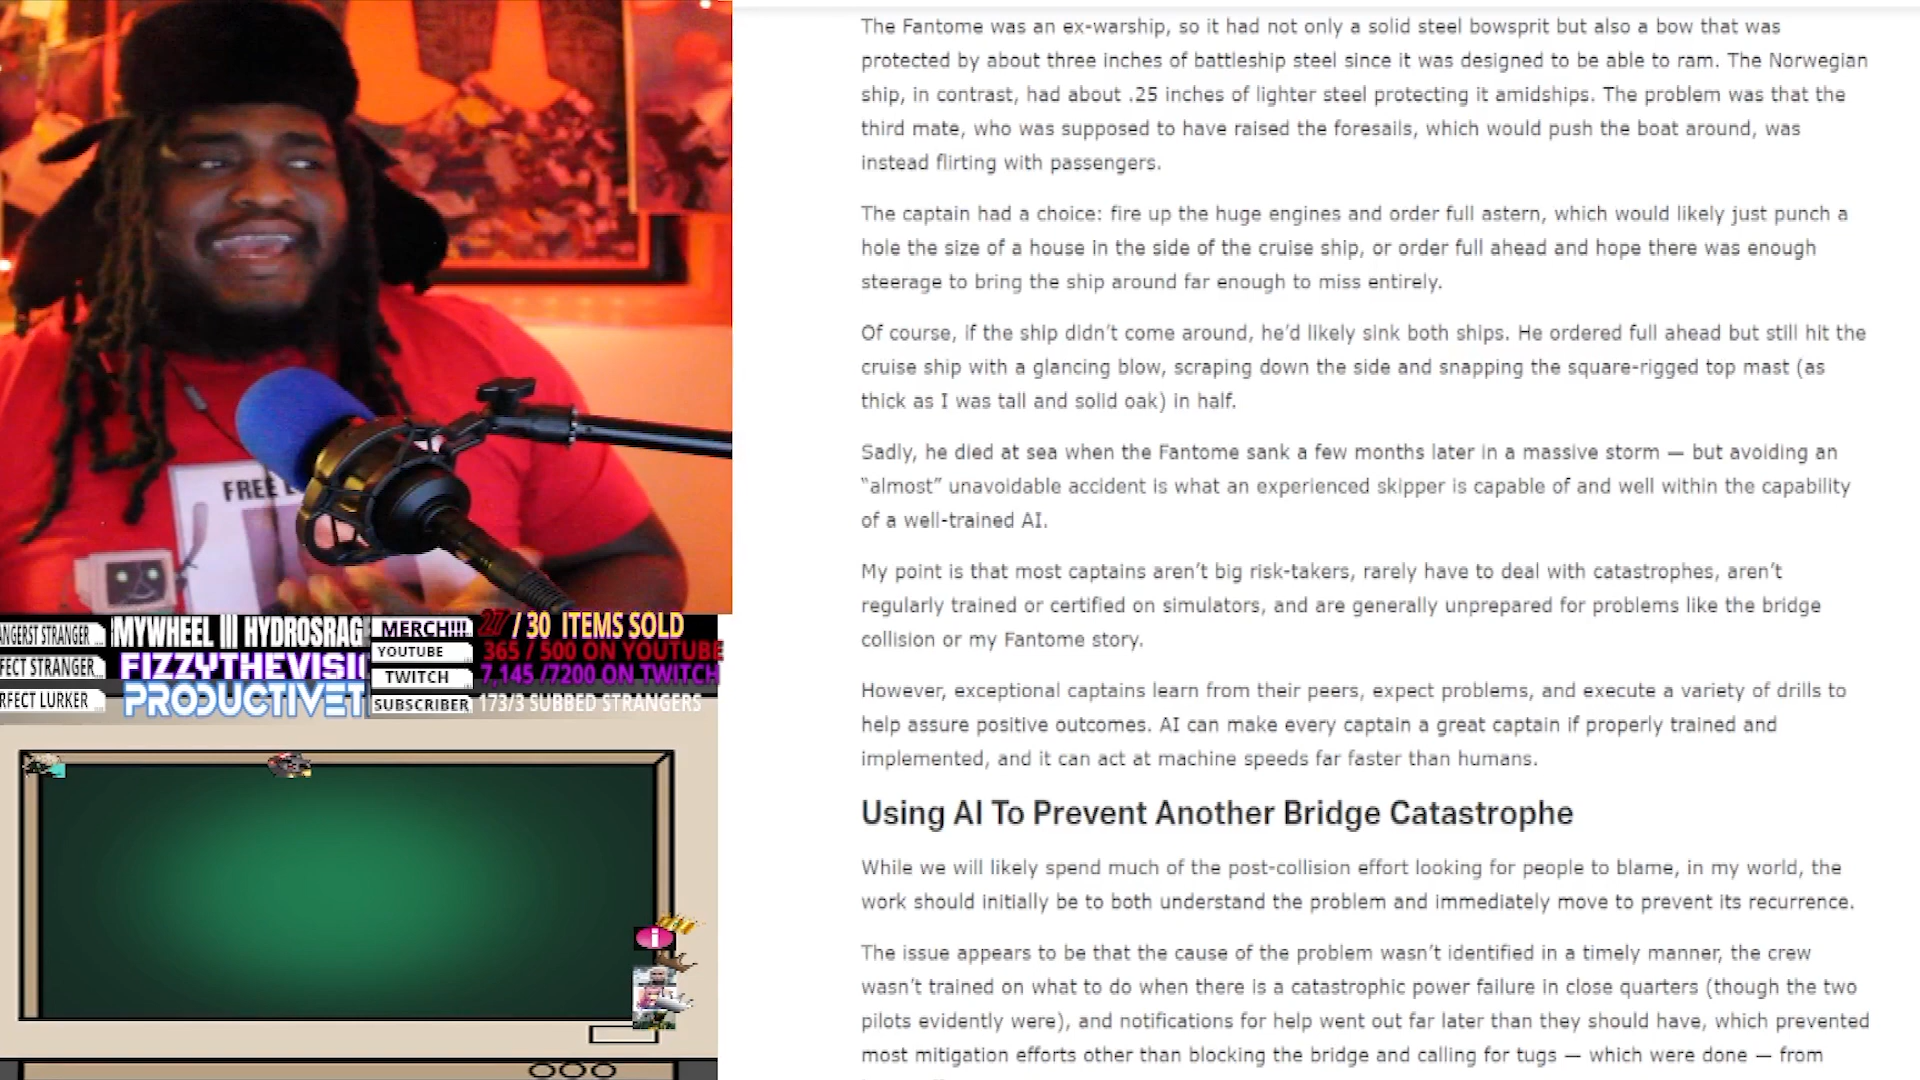 The Fantome was an ex-warship, so it had not only a solid steel bowsprit but also a bow that was
protected by about three inches of battleship steel since it was designed to be able to ram. The Norwegian
ship, in contrast, had about .25 inches of lighter steel protecting it amidships. The problem was that the
third mate, who was supposed to have raised the foresails, which would push the boat around, was
instead flirting with passengers.
The captain had a choice: fire up the huge engines and order full astern, which would likely just punch a
hole the size of a house in the side of the cruise ship, or order full ahead and hope there was enough
steerage to bring the ship around far enough to miss entirely.
Of course, if the ship didn’t come around, he’d likely sink both ships. He ordered full ahead but still hit the
cruise ship with a glancing blow, scraping down the side and snapping the square-rigged top mast (as
thick as I was tall and solid oak) in half.
Sadly, he died at sea when the Fantome sank a few months later in a massive storm — but avoiding an
“almost” unavoidable accident is what an experienced skipper is capable of and well within the capability
of a well-trained AI.
My point is that most captains aren’t big risk-takers, rarely have to deal with catastrophes, aren’t
regularly trained or certified on simulators, and are generally unprepared for problems like the bridge
collision or my Fantome story.
However, exceptional captains learn from their peers, expect problems, and execute a variety of drills to
help assure positive outcomes. AI can make every captain a great captain if properly trained and
implemented, and it can act at machine speeds far faster than humans.
Using AI To Prevent Another Bridge Catastrophe
While we will likely spend much of the post-collision effort looking for people to blame, in my world, the
work should initially be to both understand the problem and immediately move to prevent its recurrence.
The issue appears to be that the cause of the problem wasn’t identified in a timely manner, the crew
wasn’t trained on what to do when there is a catastrophic power failure in close quarters (though the two
pilots evidently were), and notifications for help went out far later than they should have, which prevented
most mitigation efforts other than blocking the bridge and calling for tugs — which were done — from
FREE
ANGERST STRANGER MYWHEEL ||| HYDROSRAG
FECT STRANGER FIZZYTHEVISI
RFECT LURKER PRODUCTIVET
MERCH!!! 27 / 30 ITEMS SOLD
YOUTUBE 365 / 500 ON YOUTUBE
TWITCH 7,145 /7200 ON TWITCH
SUBSCRIBER 173/3 SUBBED STRANGERS